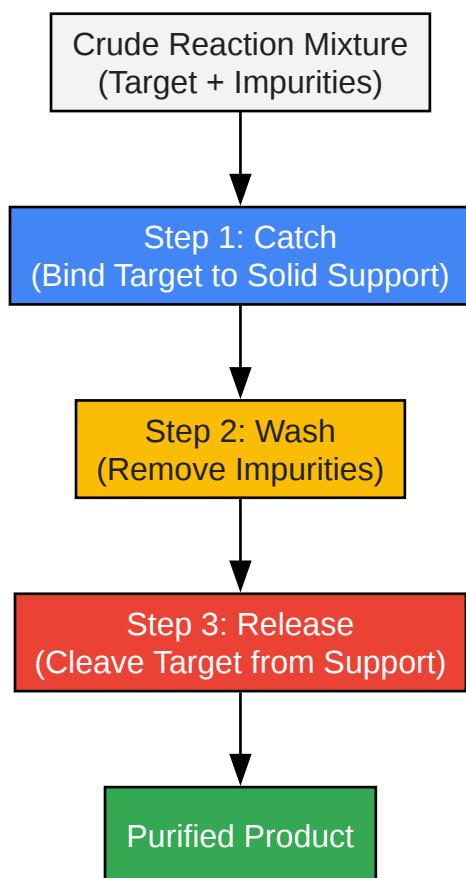 Crude Reaction Mixture
(Target + Impurities)
Step 1: Catch
(Bind Target to Solid Support)
Step 2: Wash
(Remove Impurities)
Step 3: Release
(Cleave Target from Support)
Purified Product